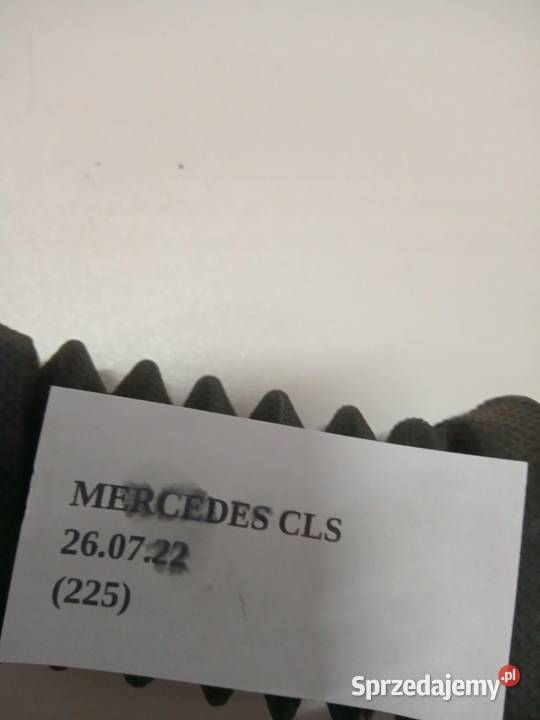 MERCEDES CLS
26.07.22
(225)
Sprzedajemy.pl